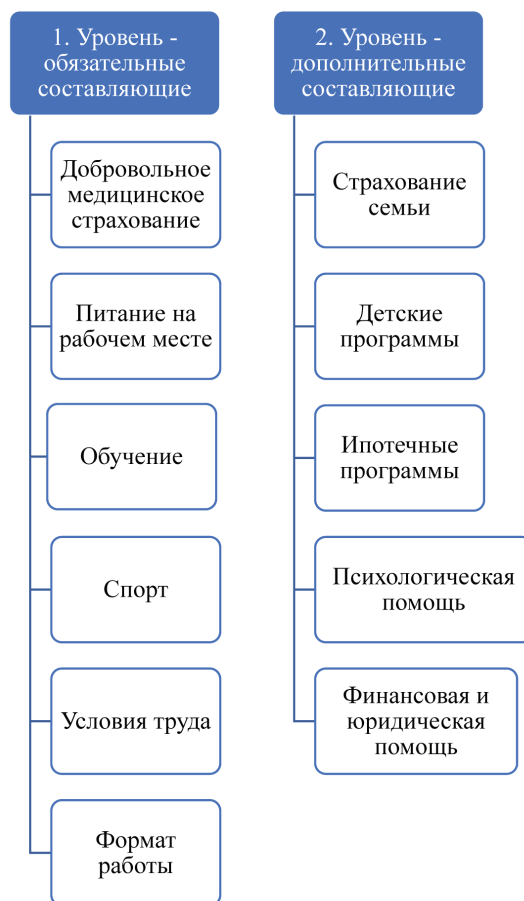 1. Уровень -
обязательные
составляющие
Добровольное
медицинское
страхование
Питание на
рабочем месте
Обучение
Спорт
Условия труда
Формат
работы
2. Уровень -
дополнительные
составляющие
Страхование
семьи
Детские
программы
Ипотечные
программы
Психологическая
помощь
Финансовая и
юридическая
помощь